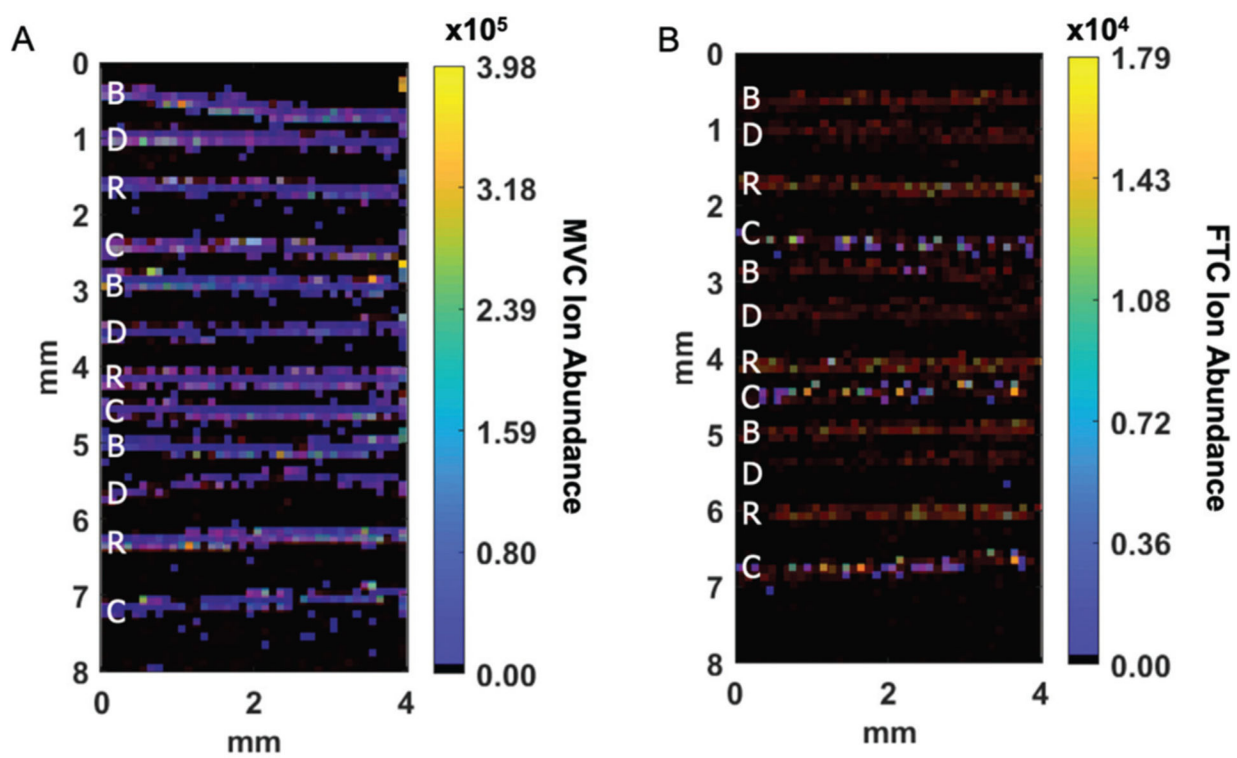 A
x10⁵
0
1
2
3
4
5
6
7
8
mm
B
D
R
C
B
D
R
C
B
D
R
C
0 2 4
mm
3.98
3.18
2.39
1.59
0.80
0.00
MVC Ion Abundance
B
x10⁴
0
1
2
3
4
5
6
7
8
mm
B
D
R
C
B
D
R
C
B
D
R
C
0 2 4
mm
1.79
1.43
1.08
0.72
0.36
0.00
FTC Ion Abundance